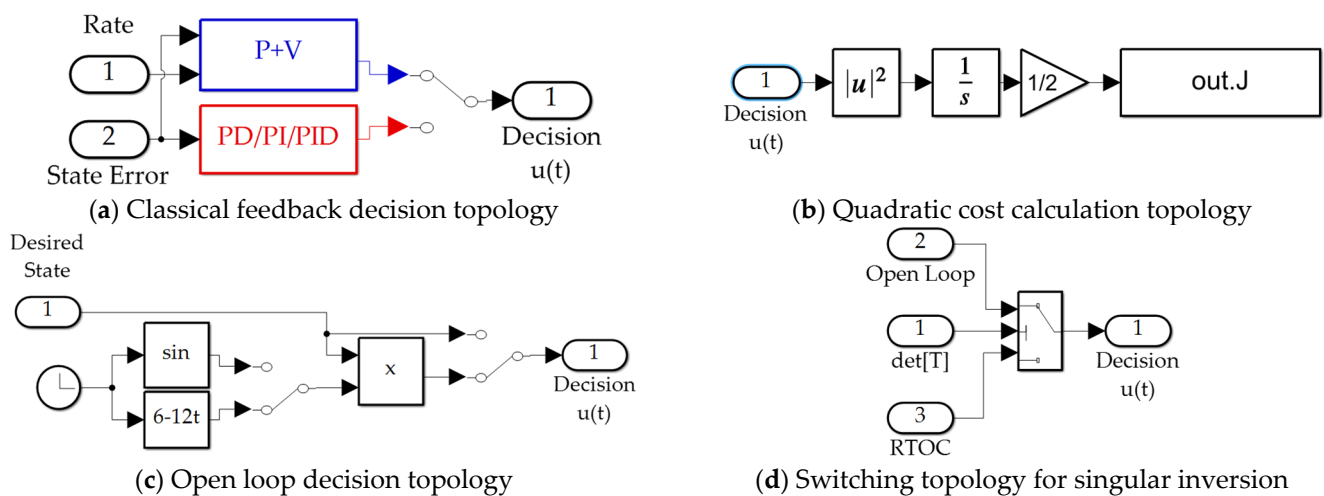 Rate
1
P+V
2
State Error
PD/PI/PID
1
Decision
u(t)
(a) Classical feedback decision topology
1
Decision
u(t)
|u|²
1
s
1/2
out.J
(b) Quadratic cost calculation topology
Desired
State
1
sin
6-12t
x
1
Decision
u(t)
(c) Open loop decision topology
2
Open Loop
1
det[T]
3
RTOC
1
Decision
u(t)
(d) Switching topology for singular inversion